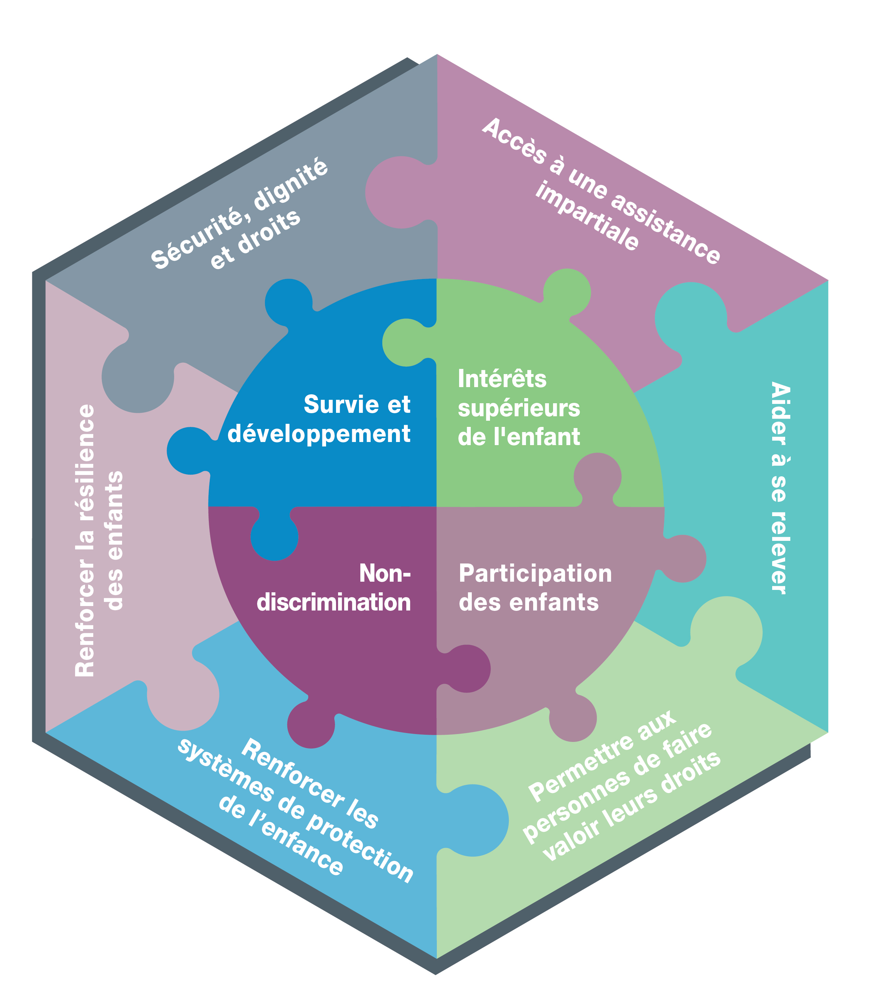 Sécurité, dignité
et droits
Accès à une assistance
impartiale
Survie et
développement
Intérêts
supérieurs
de l'enfant
Aider à se relever
Renforcer la résilience
des enfants
Non-
discrimination
Participation
des enfants
Renforcer les
systèmes de protection
de l’enfance
Permettre aux
personnes de faire
valoir leurs droits